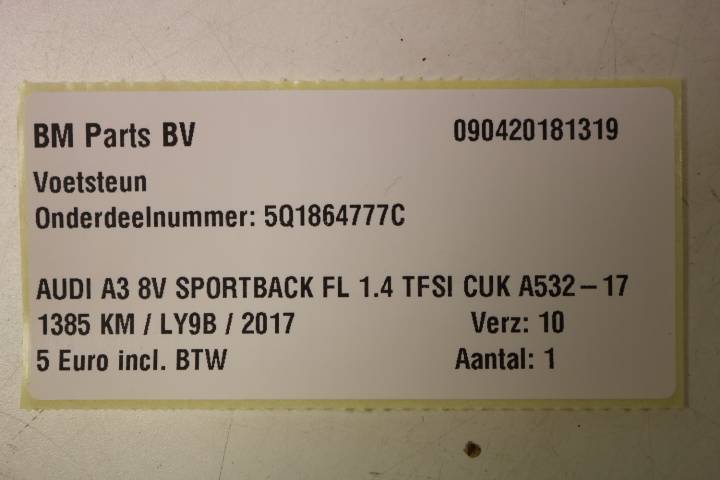 BM Parts BV 090420181319
Voetsteun
Onderdeelnummer: 5Q1864777C
AUDI A3 8V SPORTBACK FL 1.4 TFSI CUK A532-17
1385 KM / LY9B / 2017 Verz: 10
5 Euro incl. BTW Aantal: 1